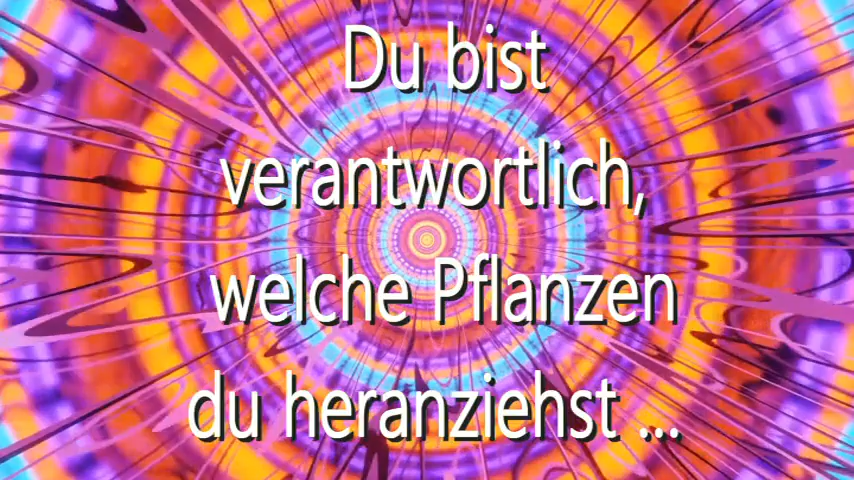 Du bist
verantwortlich,
welche Pflanzen
du heranziehst ...